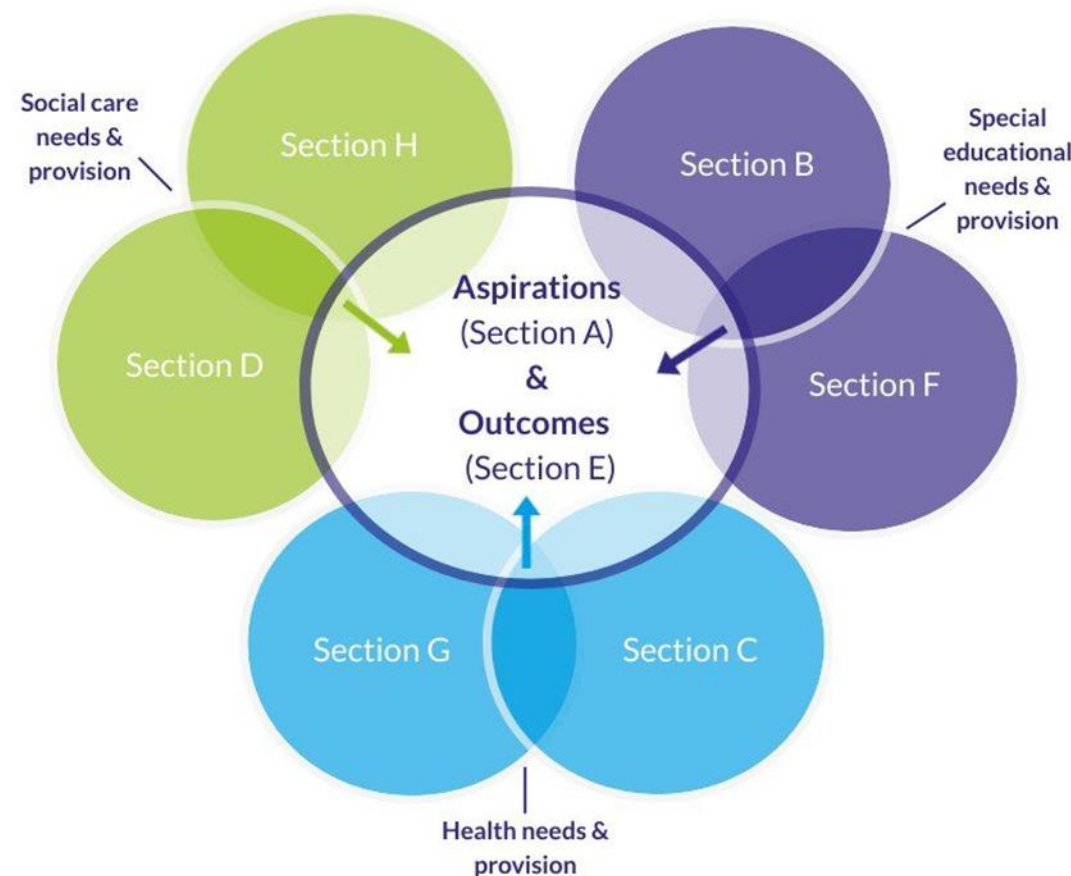 Social care
needs &
provision
Section H
Section B
Special
educational
needs &
provision
Section D
Aspirations
(Section A)
&
Outcomes
(Section E)
Section F
Section G
Section C
Health needs &
provision